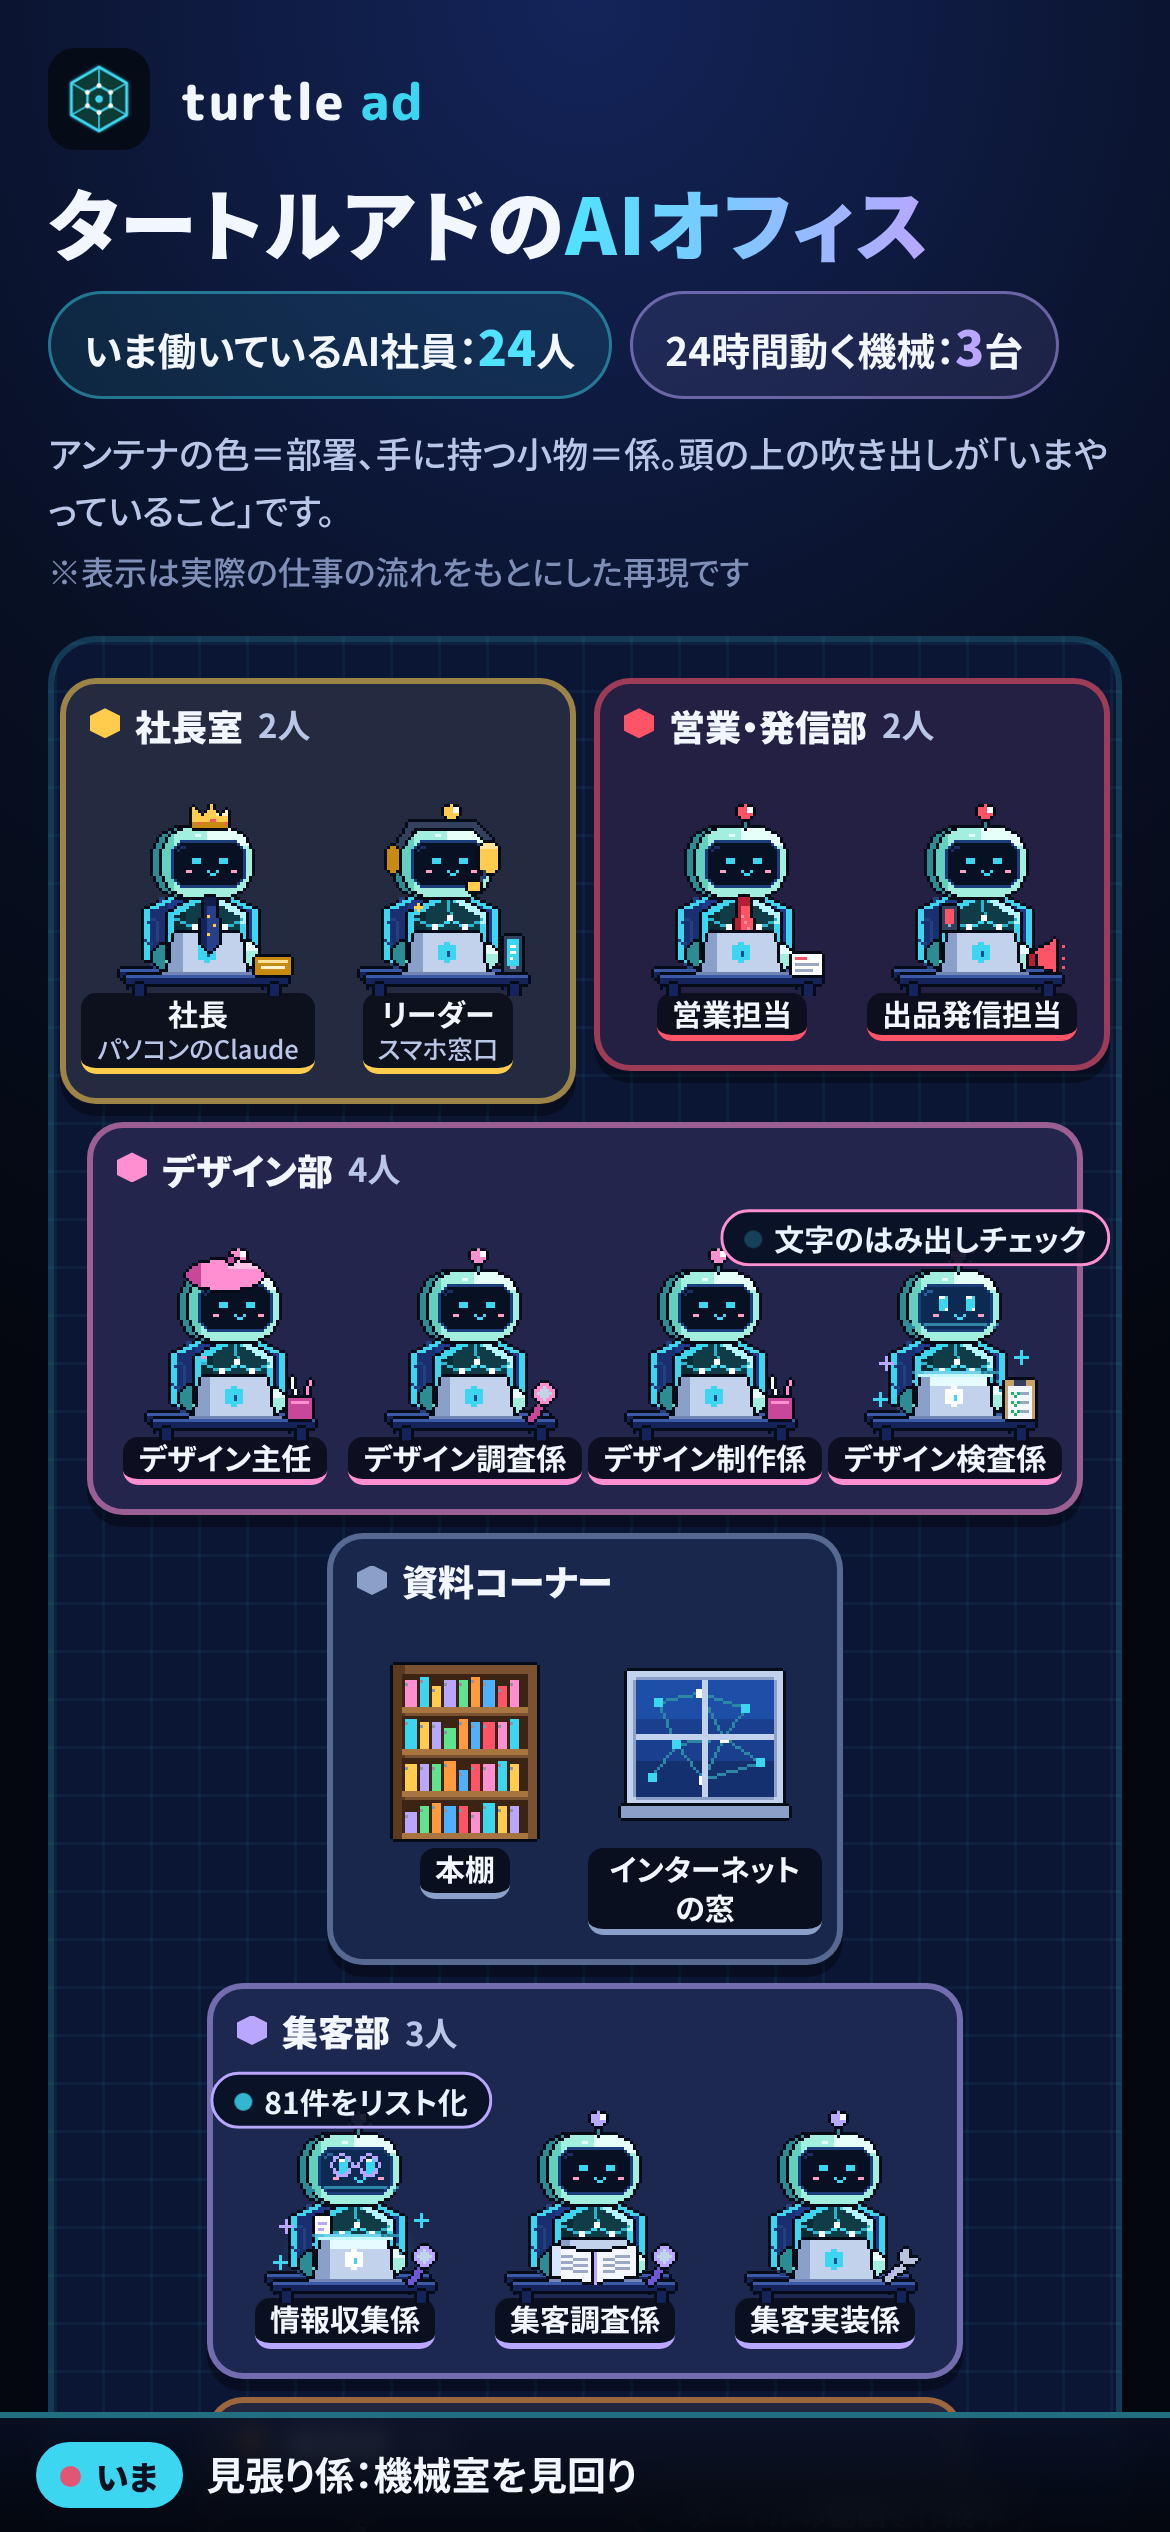 turtle ad
タートルアドのAIオフィス
いま働いているAI社員：24人
24時間動く機械：3台
アンテナの色＝部署、手に持つ小物＝係。頭の上の吹き出しが「いまや
っていること」です。
※表示は実際の仕事の流れをもとにした再現です
社長室 2人
営業・発信部 2人
社長
パソコンのClaude
リーダー
スマホ窓口
営業担当
出品発信担当
デザイン部 4人
文字のはみ出しチェック
デザイン主任
デザイン調査係
デザイン制作係
デザイン検査係
資料コーナー
本棚
インターネット
の窓
集客部 3人
81件をリスト化
情報収集係
集客調査係
集客実装係
いま
見張り係：機械室を見回り